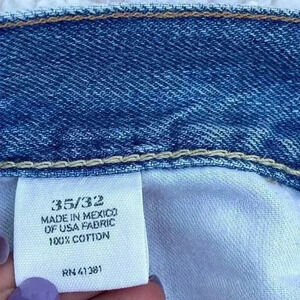 35/32
MADE IN MEXICO
OF USA FABRIC
100% COTTON
RN 41381